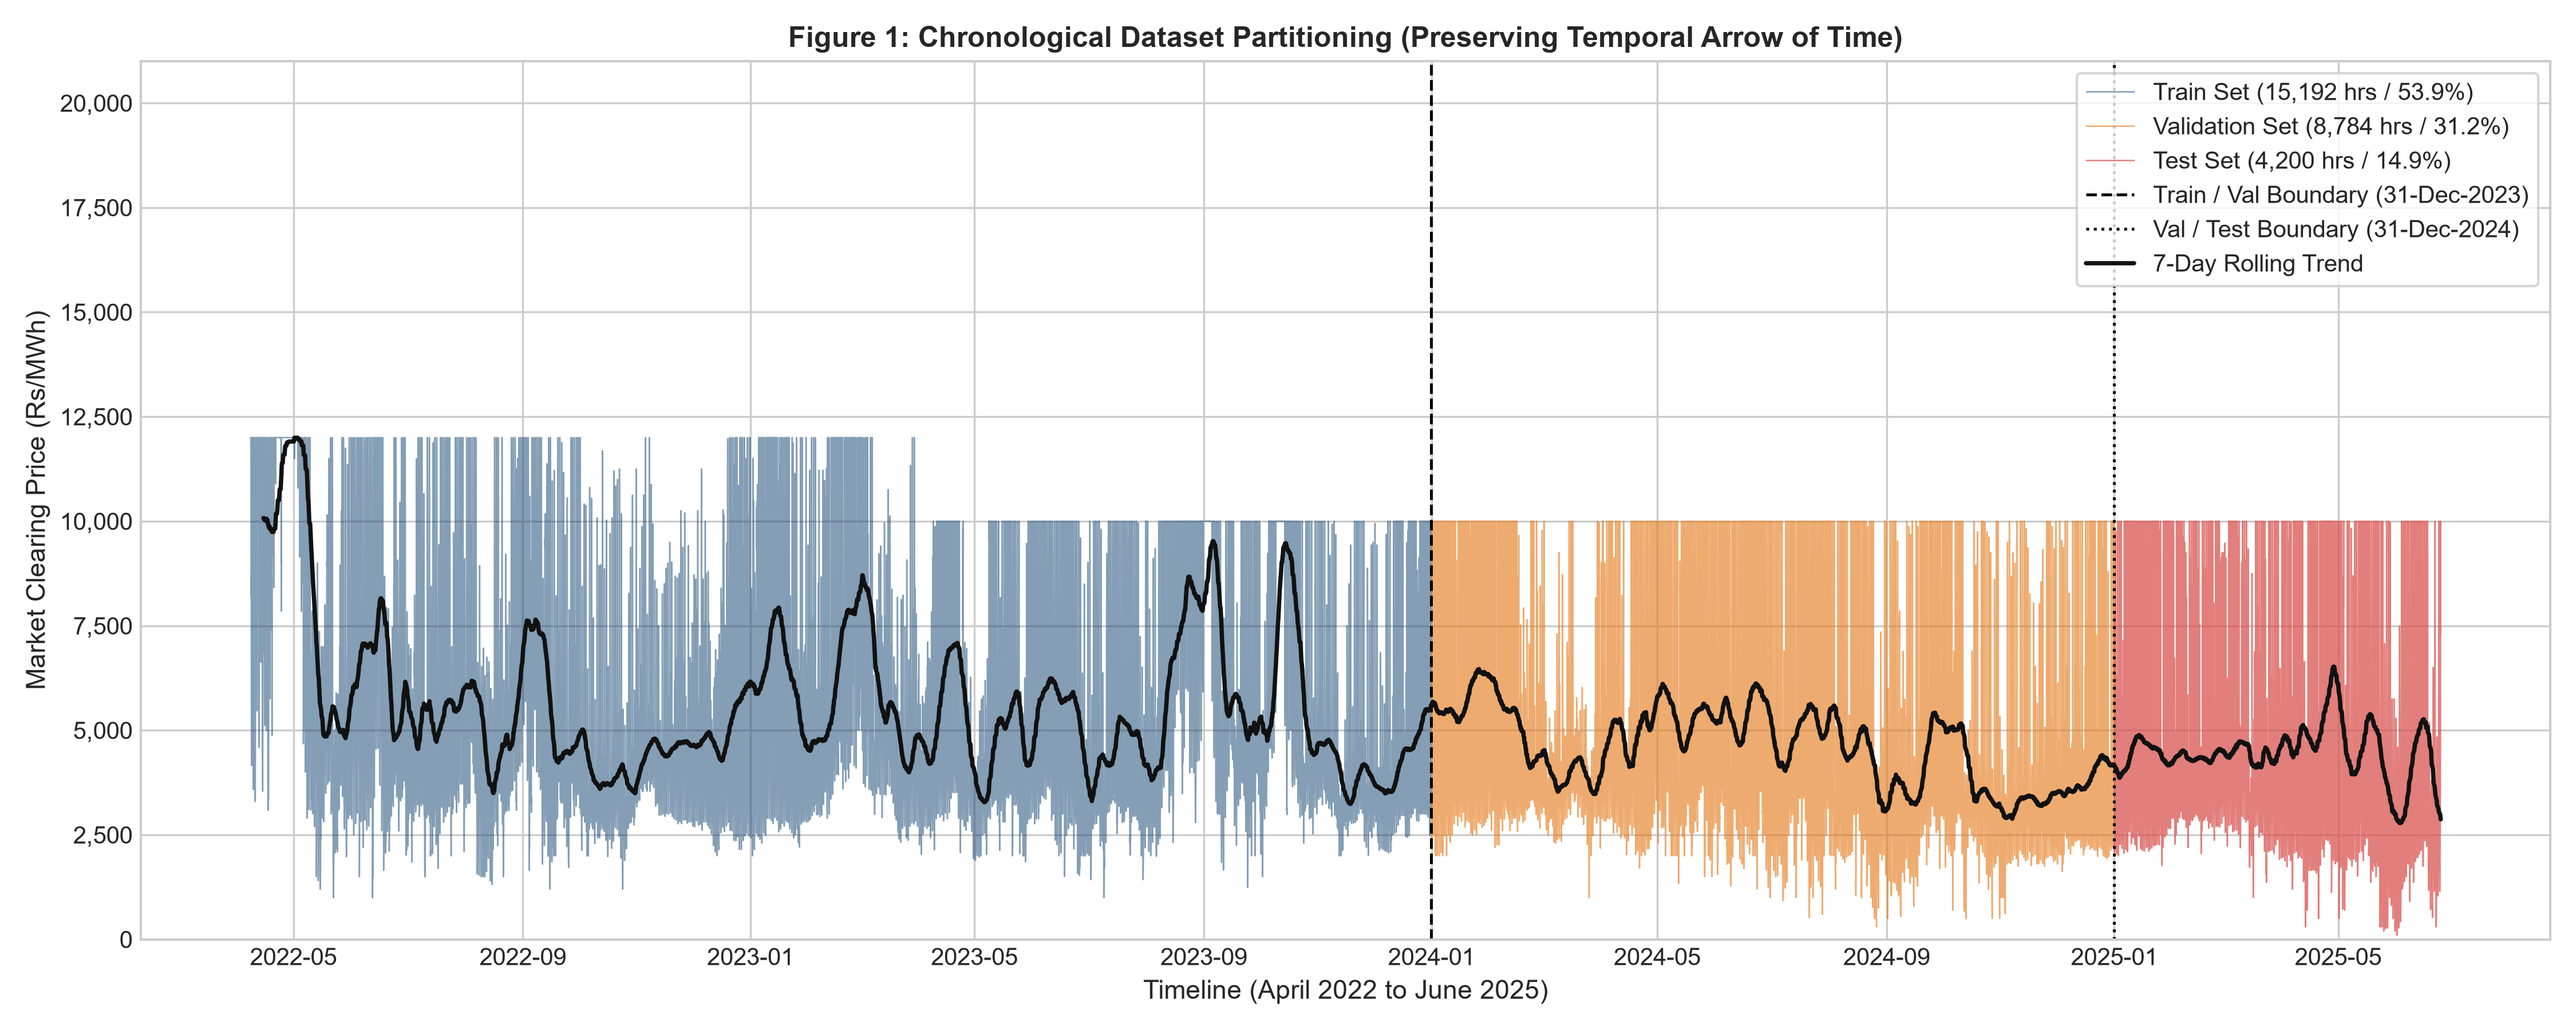 Figure 1: Chronological Dataset Partitioning (Preserving Temporal Arrow of Time)
Train Set (15,192 hrs / 53.9%)
Validation Set (8,784 hrs / 31.2%)
Test Set (4,200 hrs / 14.9%)
Train / Val Boundary (31-Dec-2023)
Val / Test Boundary (31-Dec-2024)
7-Day Rolling Trend
Market Clearing Price (Rs/MWh)
20,000
17,500
15,000
12,500
10,000
7,500
5,000
2,500
0
2022-05 2022-09 2023-01 2023-05 2023-09 2024-01 2024-05 2024-09 2025-01 2025-05
Timeline (April 2022 to June 2025)